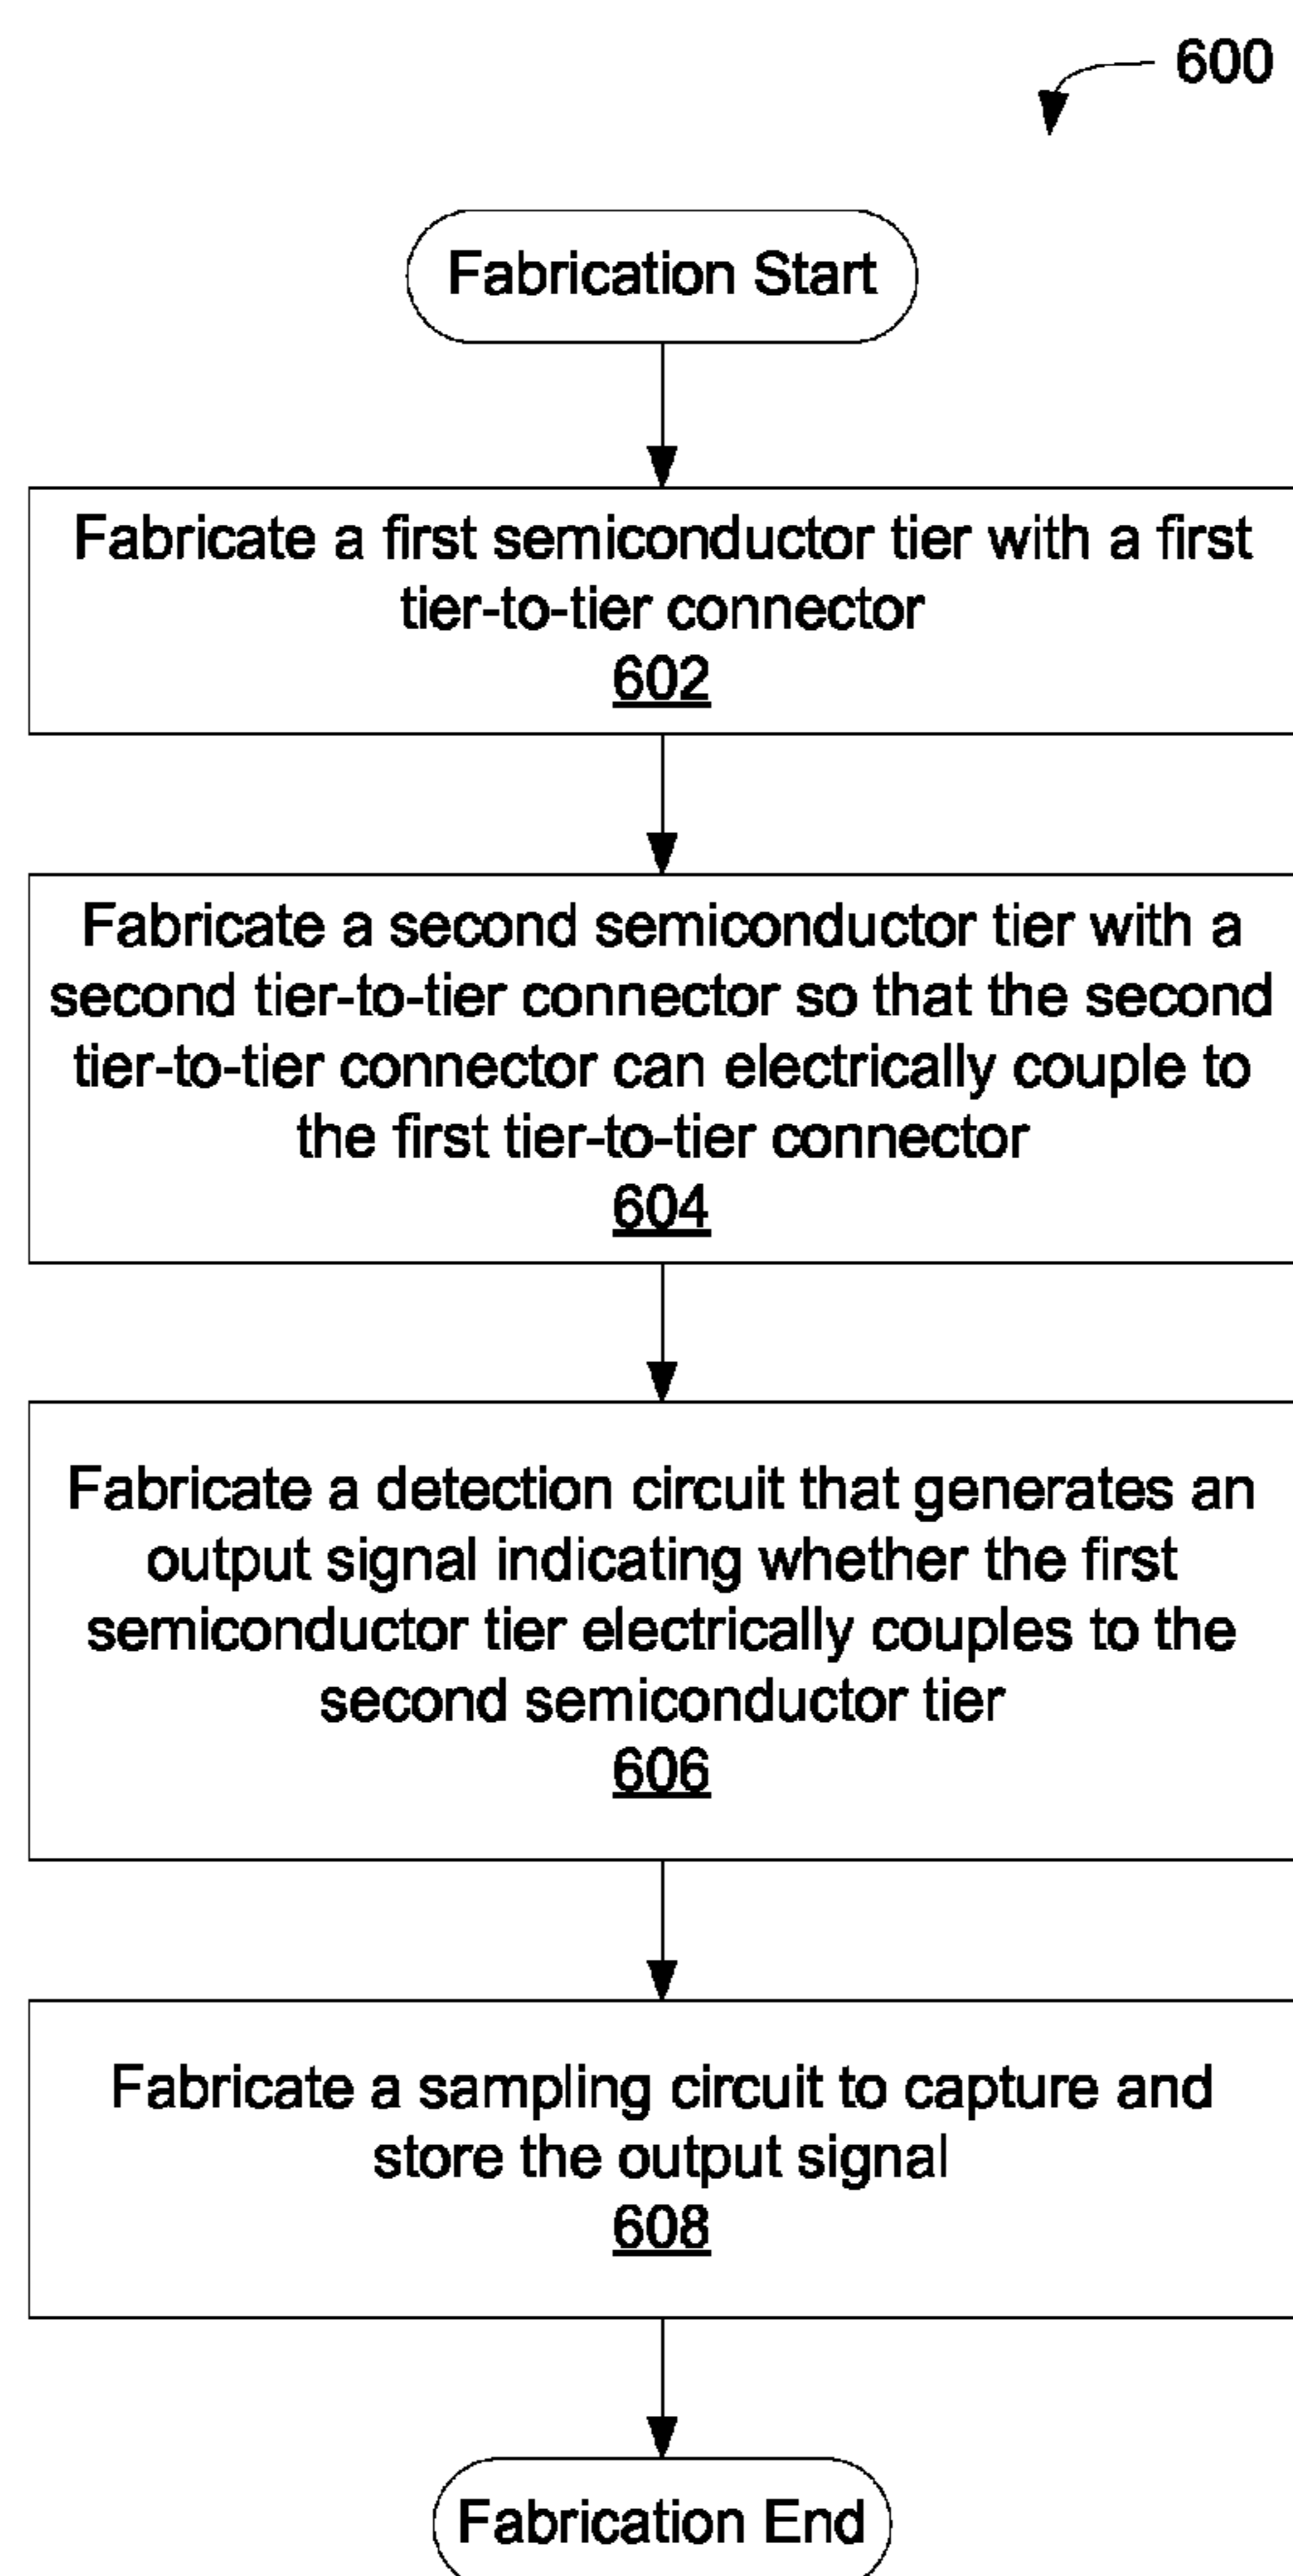 600
Fabrication Start
Fabricate a first semiconductor tier with a first
tier-to-tier connector
602
Fabricate a second semiconductor tier with a
second tier-to-tier connector so that the second
tier-to-tier connector can electrically couple to
the first tier-to-tier connector
604
Fabricate a detection circuit that generates an
output signal indicating whether the first
semiconductor tier electrically couples to the
second semiconductor tier
606
Fabricate a sampling circuit to capture and
store the output signal
608
Fabrication End